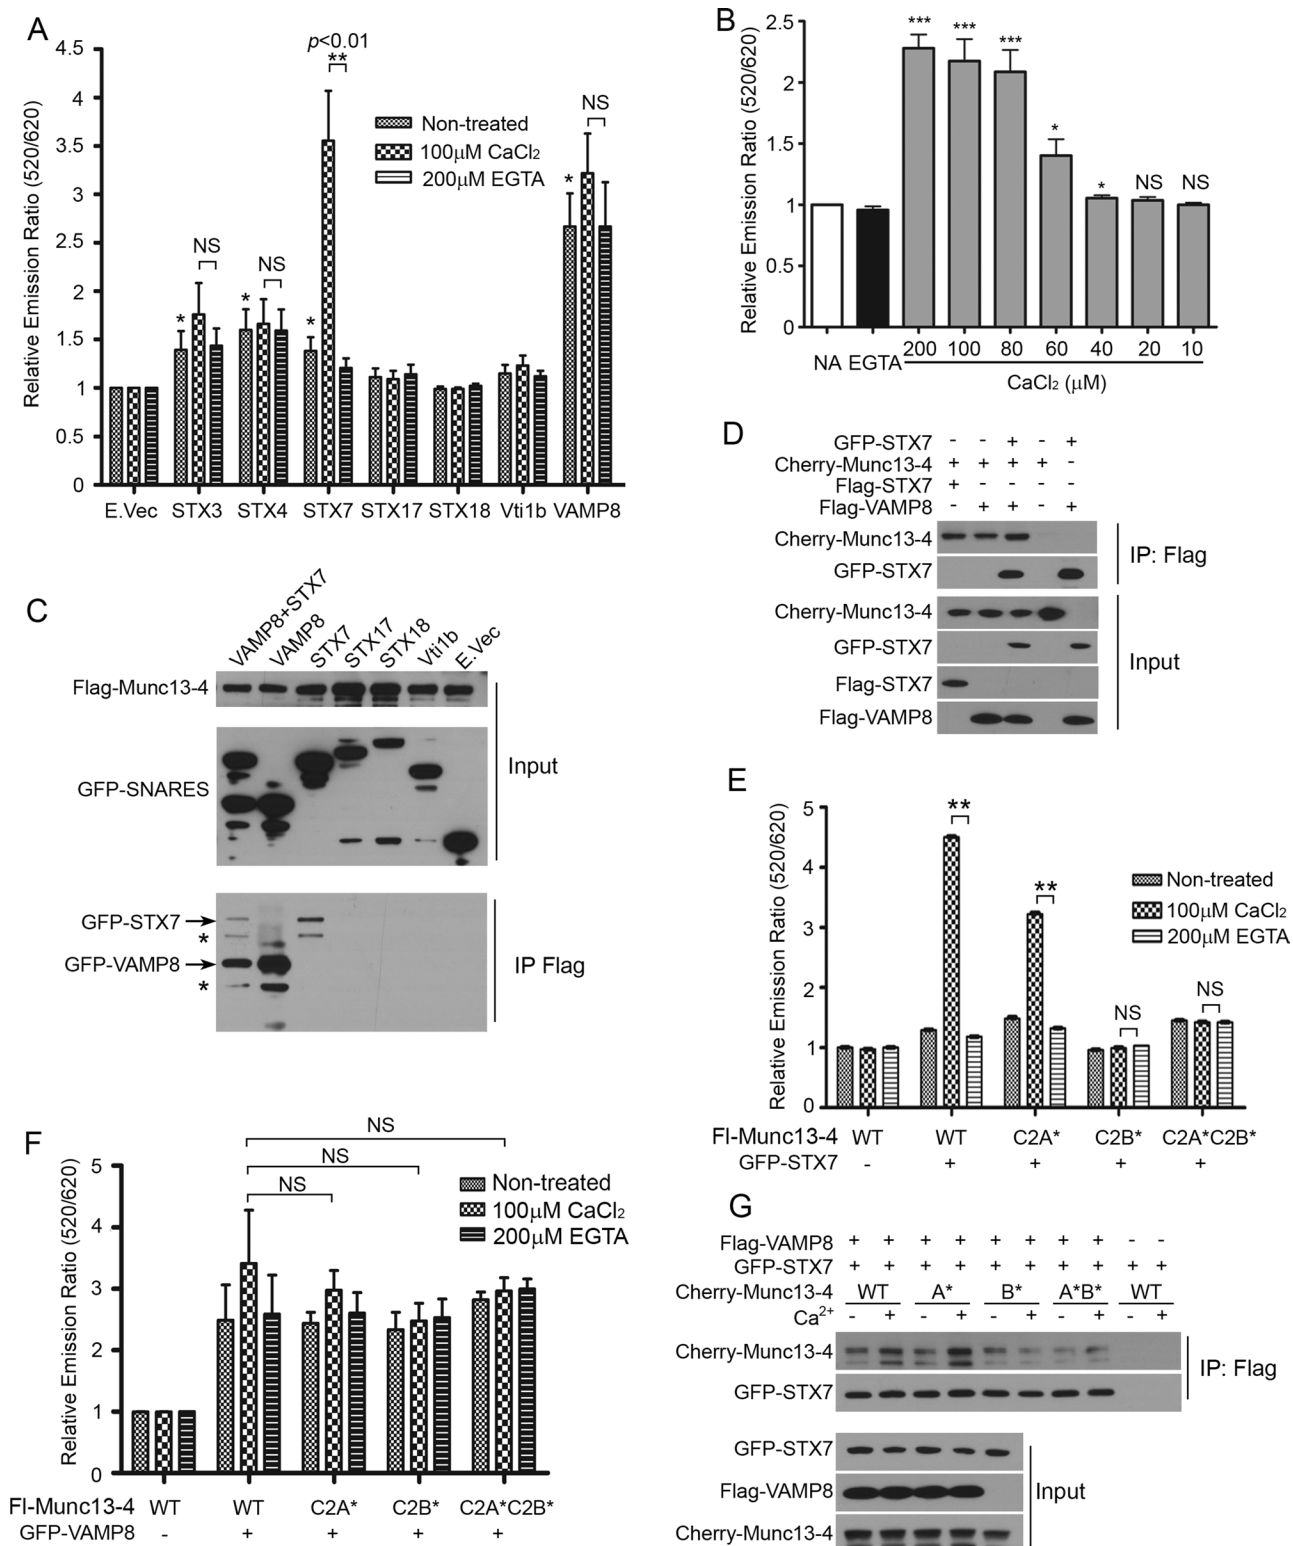 A
Relative Emission Ratio (520/620)
4.5
4
3.5
3
2.5
2
1.5
1
0.5
0
p<0.01
**
NS
*
NS
*
NS
*
*
NS
Non-treated
100μM CaCl2
200μM EGTA
E.Vec STX3 STX4 STX7 STX17 STX18 Vti1b VAMP8
B
Relative Emission Ratio (520/620)
2.5
2
1.5
1
0.5
0
*** *** *** * * NS NS
NA EGTA 200 100 80 60 40 20 10
CaCl2 (μM)
C
VAMP8+STX7 VAMP8 STX7 STX17 STX18 Vti1b E.Vec
Flag-Munc13-4
GFP-SNARES
Input
GFP-STX7
*
GFP-VAMP8
*
IP Flag
D
GFP-STX7 - - + - +
Cherry-Munc13-4 + + + + -
Flag-STX7 + - - - -
Flag-VAMP8 - + + - +
Cherry-Munc13-4
GFP-STX7
IP: Flag
Cherry-Munc13-4
GFP-STX7
Flag-STX7
Flag-VAMP8
Input
E
Relative Emission Ratio (520/620)
5
4
3
2
1
0
**
**
NS
NS
Non-treated
100μM CaCl2
200μM EGTA
Fl-Munc13-4 WT WT C2A* C2B* C2A*C2B*
GFP-STX7 - + + + +
F
Relative Emission Ratio (520/620)
5
4
3
2
1
0
NS
NS
NS
Non-treated
100μM CaCl2
200μM EGTA
Fl-Munc13-4 WT WT C2A* C2B* C2A*C2B*
GFP-VAMP8 - + + + +
G
Flag-VAMP8 + + + + + + + + - -
GFP-STX7 + + + + + + + + + +
Cherry-Munc13-4 WT A* B* A*B* WT
Ca2+ - + - + - + - + - +
Cherry-Munc13-4
GFP-STX7
IP: Flag
GFP-STX7
Flag-VAMP8
Cherry-Munc13-4
Input